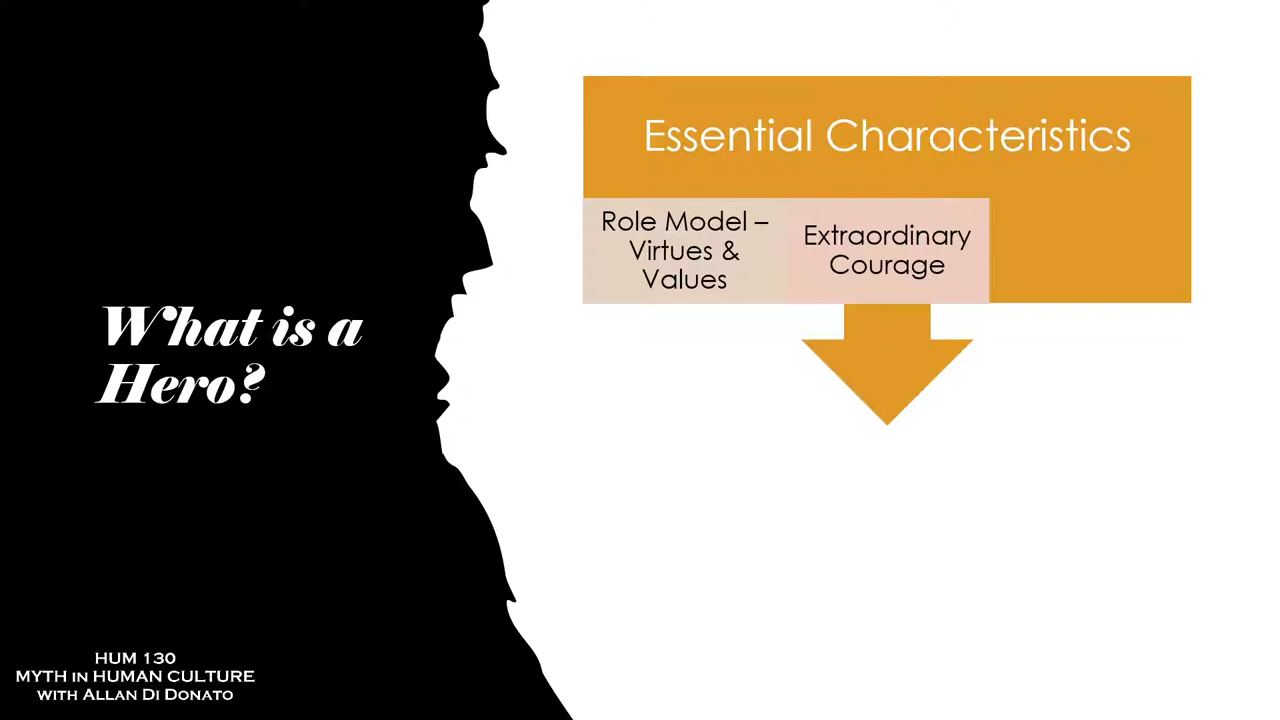 What is a
Hero?
Essential Characteristics
Role Model –
Virtues &
Values
Extraordinary
Courage
HUM 130
MYTH in HUMAN CULTURE
WITH ALLAN DI DONATO